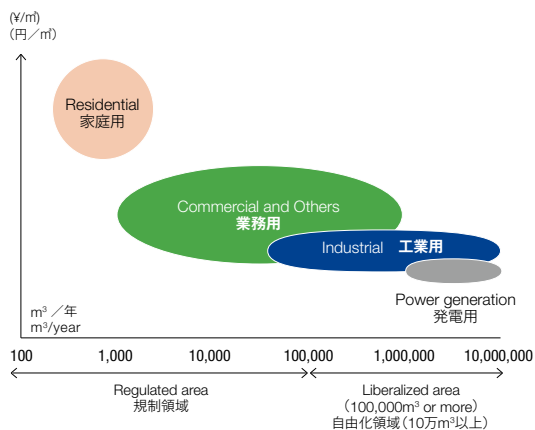 (¥/㎥)
（円／㎥）
Residential
家庭用
Commercial and Others
業務用
Industrial 工業用
Power generation
発電用
m³ ／年
m³/year
100 1,000 10,000 100,000 1,000,000 10,000,000
Regulated area
規制領域
Liberalized area
（100,000m³ or more）
自由化領域（10万m³以上）